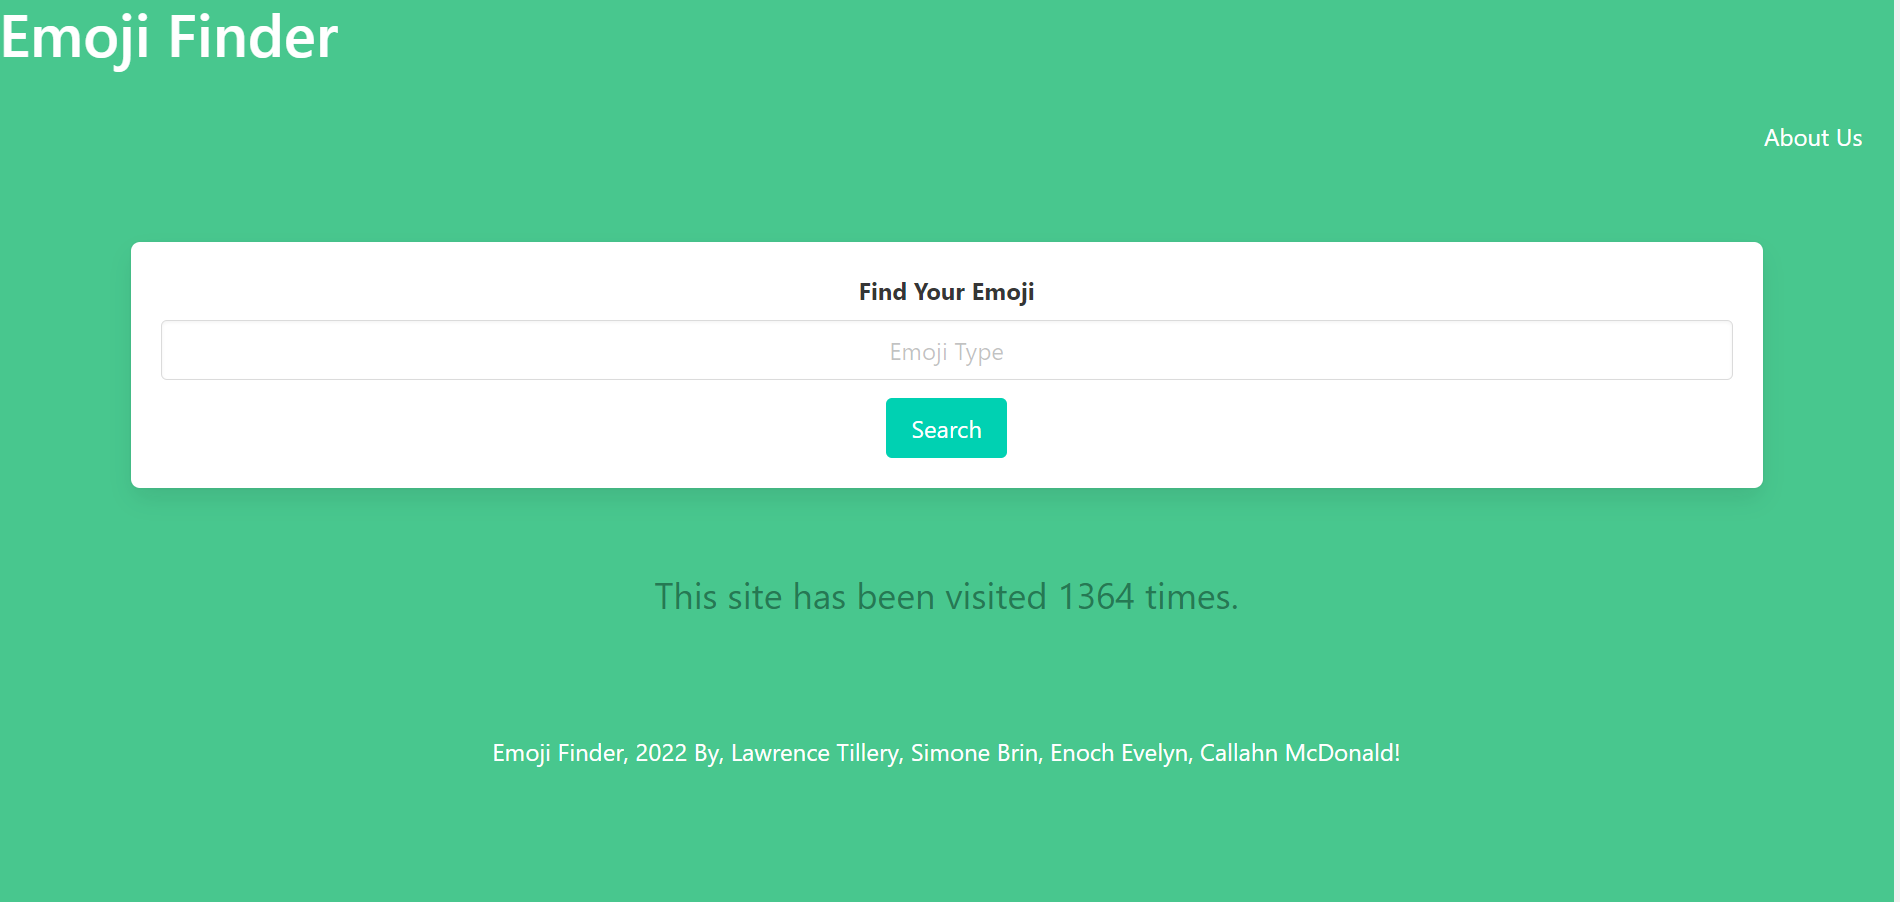 Emoji Finder
About Us
Find Your Emoji
Emoji Type
Search
This site has been visited 1364 times.
Emoji Finder, 2022 By, Lawrence Tillery, Simone Brin, Enoch Evelyn, Callahn McDonald!